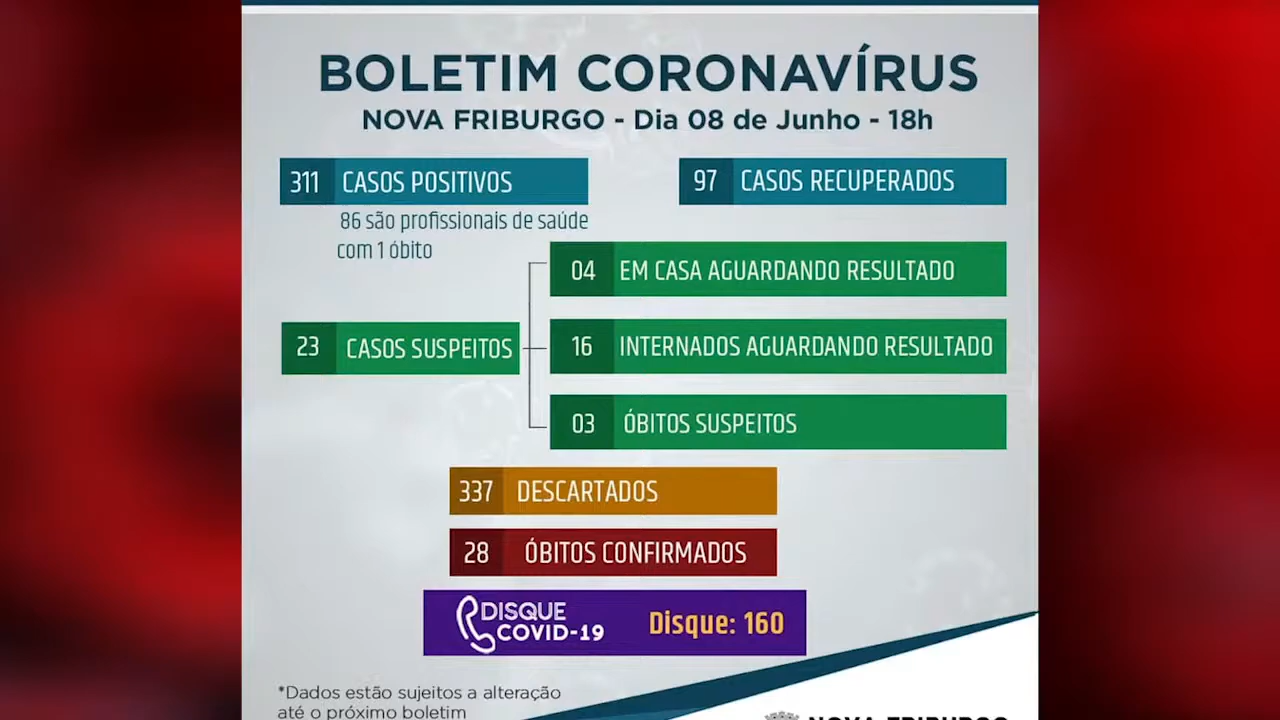 BOLETIM CORONAVÍRUS
NOVA FRIBURGO - Dia 08 de Junho - 18h
311 CASOS POSITIVOS
97 CASOS RECUPERADOS
86 são profissionais de saúde
com 1 óbito
04 EM CASA AGUARDANDO RESULTADO
23 CASOS SUSPEITOS
16 INTERNADOS AGUARDANDO RESULTADO
03 ÓBITOS SUSPEITOS
337 DESCARTADOS
28 ÓBITOS CONFIRMADOS
DISQUE
COVID-19
Disque: 160
*Dados estão sujeitos a alteração
até o próximo boletim
NOVA FRIBURGO